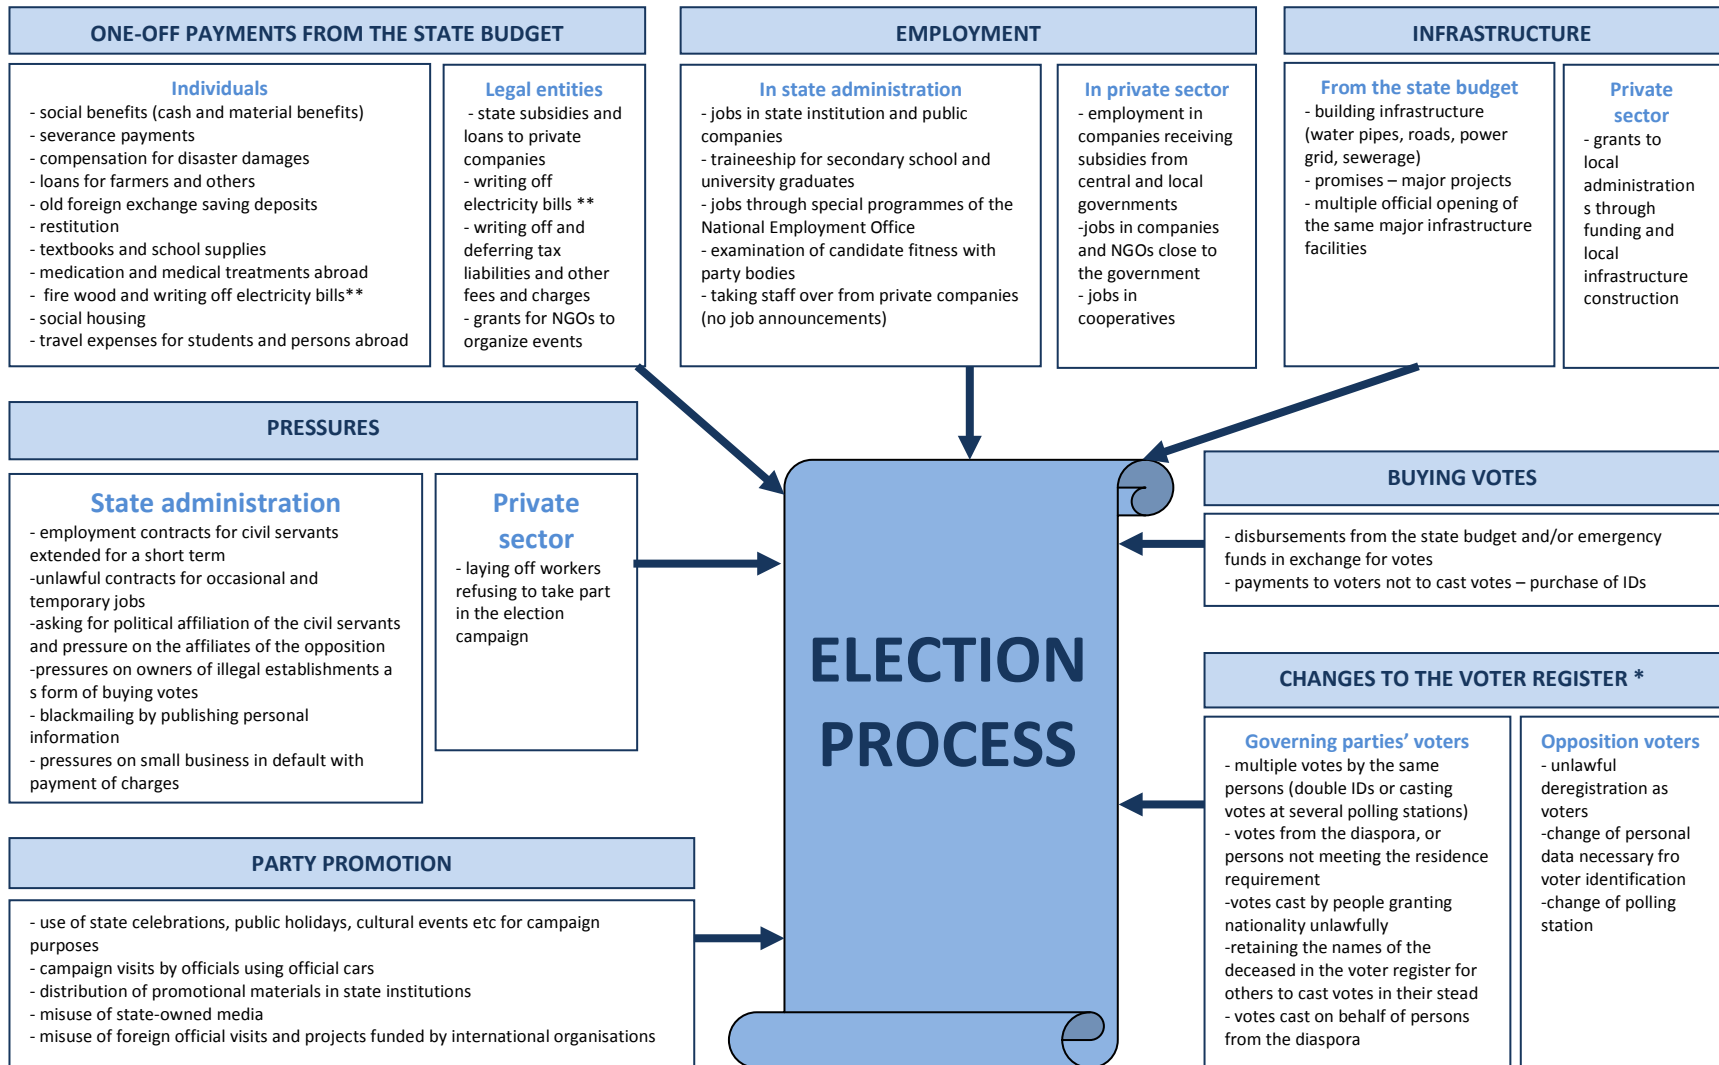 ONE-OFF PAYMENTS FROM THE STATE BUDGET
Individuals
- social benefits (cash and material benefits)
- severance payments
- compensation for disaster damages
- loans for farmers and others
- old foreign exchange saving deposits
- restitution
- textbooks and school supplies
- medication and medical treatments abroad
- fire wood and writing off electricity bills**
- social housing
- travel expenses for students and persons abroad
Legal entities
- state subsidies and
loans to private
companies
- writing off
electricity bills **
- writing off and
deferring tax
liabilities and other
fees and charges
- grants for NGOs to
organize events
EMPLOYMENT
In state administration
- jobs in state institution and public
companies
- traineeship for secondary school and
university graduates
- jobs through special programmes of the
National Employment Office
- examination of candidate fitness with
party bodies
- taking staff over from private companies
(no job announcements)
In private sector
- employment in
companies receiving
subsidies from
central and local
governments
-jobs in companies
and NGOs close to
the government
- jobs in
cooperatives
INFRASTRUCTURE
From the state budget
- building infrastructure
(water pipes, roads, power
grid, sewerage)
- promises – major projects
- multiple official opening of
the same major infrastructure
facilities
Private
sector
- grants to
local
administration
s through
funding and
local
infrastructure
construction
PRESSURES
State administration
- employment contracts for civil servants
extended for a short term
-unlawful contracts for occasional and
temporary jobs
-asking for political affiliation of the civil servants
and pressure on the affiliates of the opposition
-pressures on owners of illegal establishments a
s form of buying votes
- blackmailing by publishing personal
information
- pressures on small business in default with
payment of charges
Private
sector
- laying off workers
refusing to take part
in the election
campaign
ELECTION
PROCESS
BUYING VOTES
- disbursements from the state budget and/or emergency
funds in exchange for votes
- payments to voters not to cast votes – purchase of IDs
CHANGES TO THE VOTER REGISTER *
Governing parties’ voters
- multiple votes by the same
persons (double IDs or casting
votes at several polling stations)
- votes from the diaspora, or
persons not meeting the residence
requirement
-votes cast by people granting
nationality unlawfully
-retaining the names of the
deceased in the voter register for
others to cast votes in their stead
- votes cast on behalf of persons
from the diaspora
Opposition voters
- unlawful
deregistration as
voters
-change of personal
data necessary fro
voter identification
-change of polling
station
PARTY PROMOTION
- use of state celebrations, public holidays, cultural events etc for campaign
purposes
- campaign visits by officials using official cars
- distribution of promotional materials in state institutions
- misuse of state-owned media
- misuse of foreign official visits and projects funded by international organisations